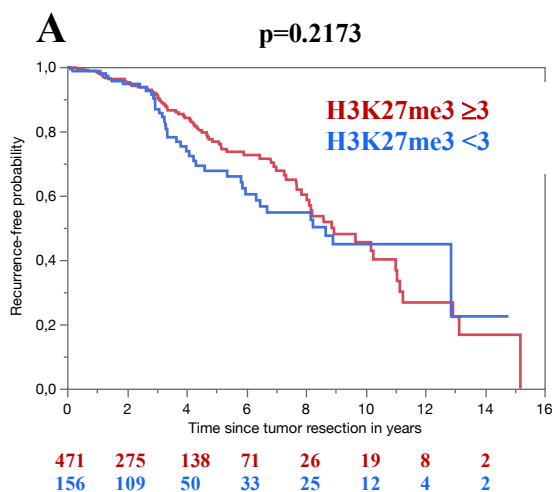 A
p=0.2173
H3K27me3 ≥3
H3K27me3 <3
Recurrence-free probability
1,0
0,8
0,6
0,4
0,2
0,0
0 2 4 6 8 10 12 14 16
Time since tumor resection in years
471 275 138 71 26 19 8 2
156 109 50 33 25 12 4 2